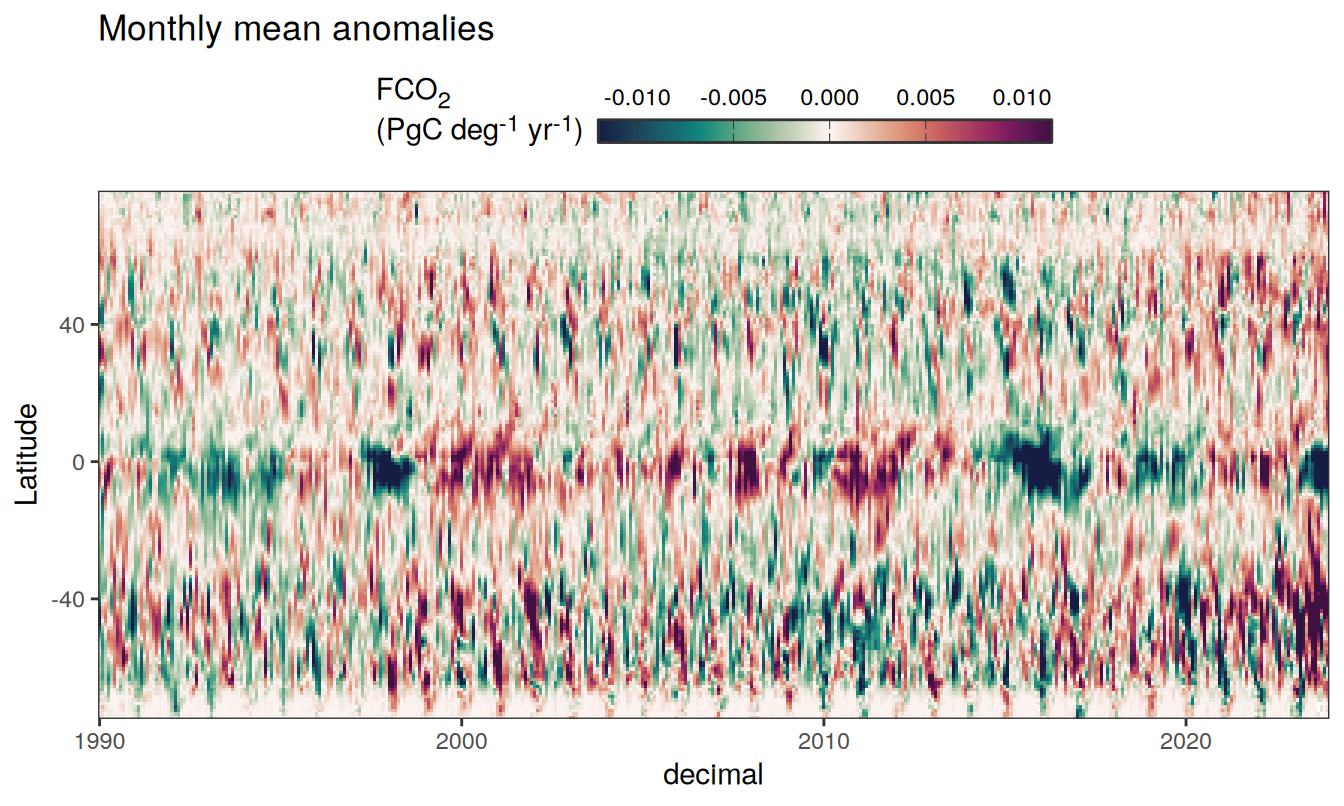 Monthly mean anomalies
FCO₂
(PgC deg⁻¹ yr⁻¹)
-0.010 -0.005 0.000 0.005 0.010
Latitude
40
0
-40
1990 2000 2010 2020
decimal